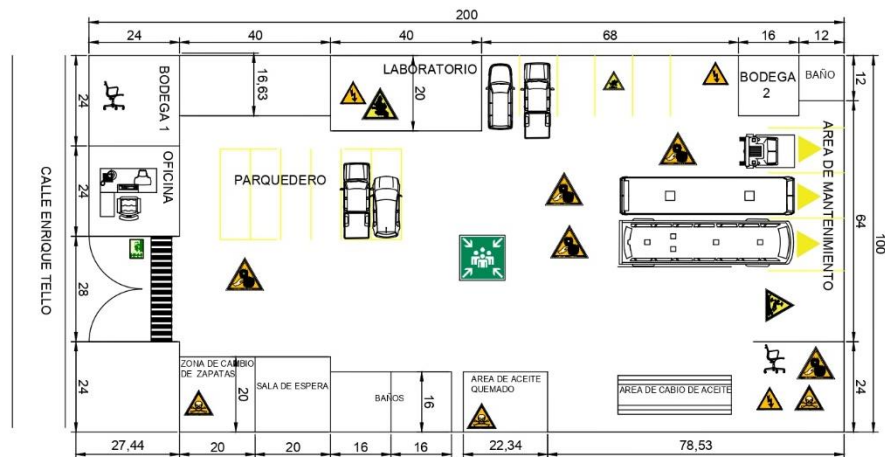 200
24
40
40
68
16
12
BODEGA 1
16,63
LABORATORIO
20
BODEGA
2
BAÑO
12
24
OFICINA
24
PARQUEDERO
AREA DE MANTENIMIENTO
64
100
CALLE ENRIQUE TELLO
28
24
ZONA DE CAMBIO
DE ZAPATAS
20
SALA DE ESPERA
BAÑOS
16
AREA DE ACEITE
QUEMADO
AREA DE CABIO DE ACEITE
24
27,44
20
20
16
16
22,34
78,53